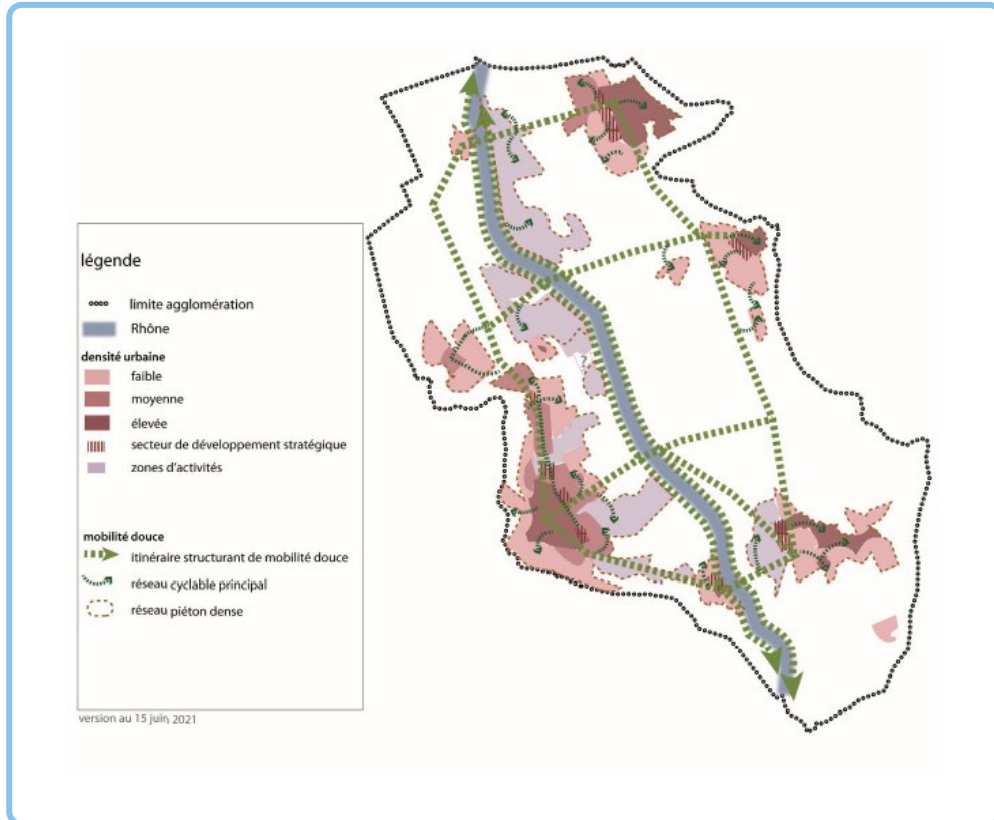 légende
limite agglomération
Rhône
densité urbaine
faible
moyenne
élevée
secteur de développement stratégique
zones d'activités
mobilité douce
itinéraire structurant de mobilité douce
réseau cyclable principal
réseau piéton dense
version au 15 juin 2021
?